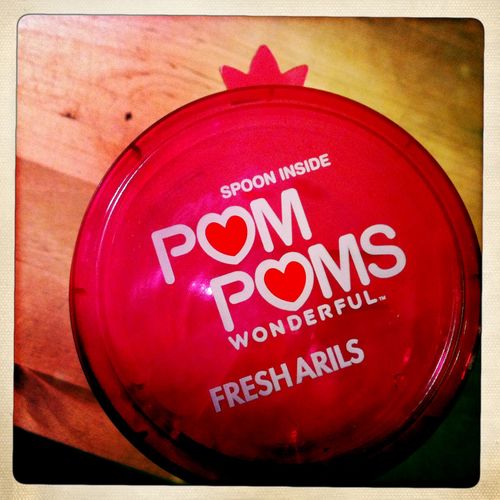 SPOON INSIDE
POM
POMS
WONDERFUL™
FRESH ARILS